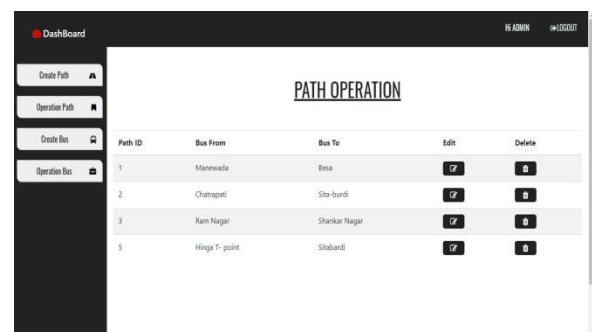 DashBoard
Hi ADMIN LOGOUT
Create Path
Operation Path
Create Bus
Operation Bus
PATH OPERATION
Path ID Bus From Bus To Edit Delete
1 Manewada Besa
2 Chatrapati Sita-burdi
3 Ram Nagar Shankar Nagar
5 Hinga T- point Sitabardi